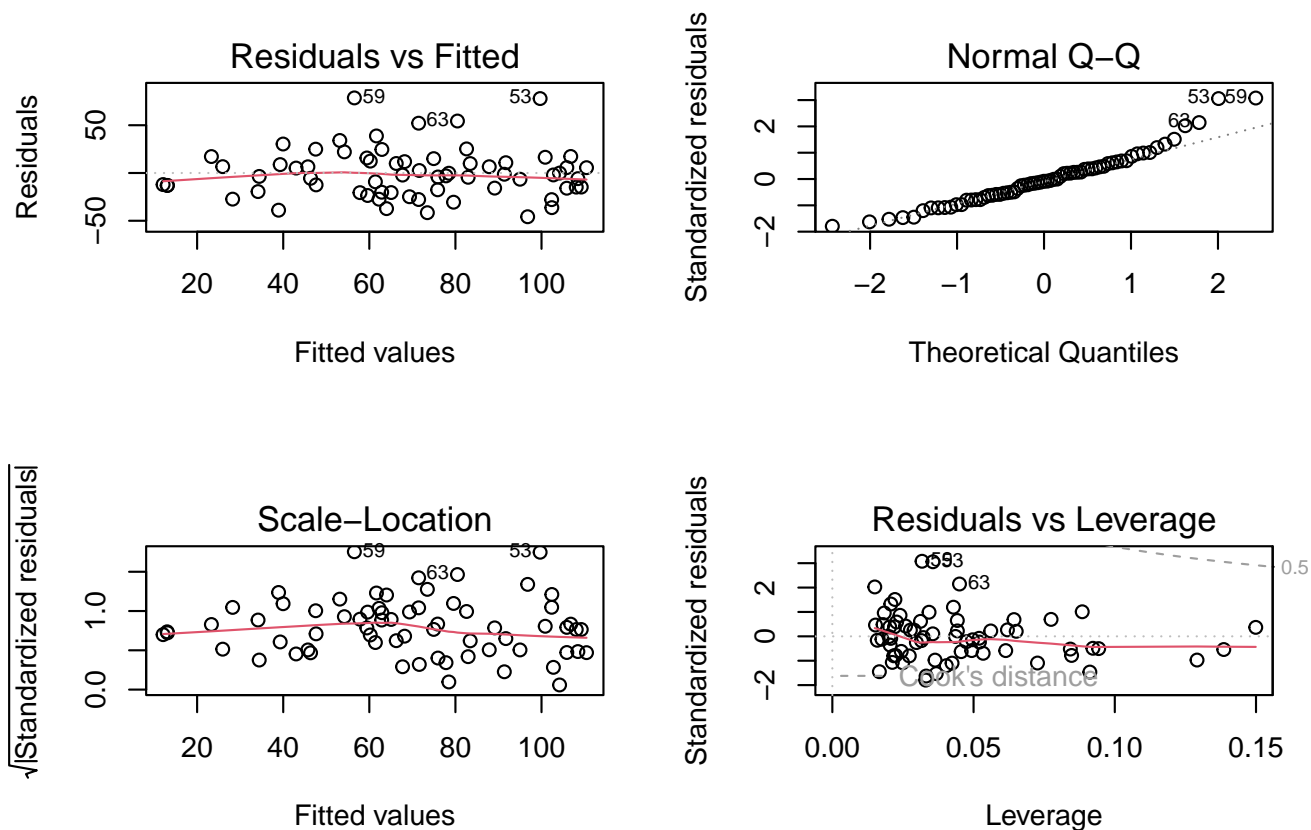 Residuals vs Fitted
Residuals
50
−50
59
53
63
20 40 60 80 100
Fitted values
Normal Q−Q
Standardized residuals
2
0
−2
53
59
63
−2 −1 0 1 2
Theoretical Quantiles
Scale−Location
√|Standardized residuals|
1.0
0.0
59
53
63
20 40 60 80 100
Fitted values
Residuals vs Leverage
Standardized residuals
2
0
−2
59
53
63
0.5
Cook's distance
0.00 0.05 0.10 0.15
Leverage